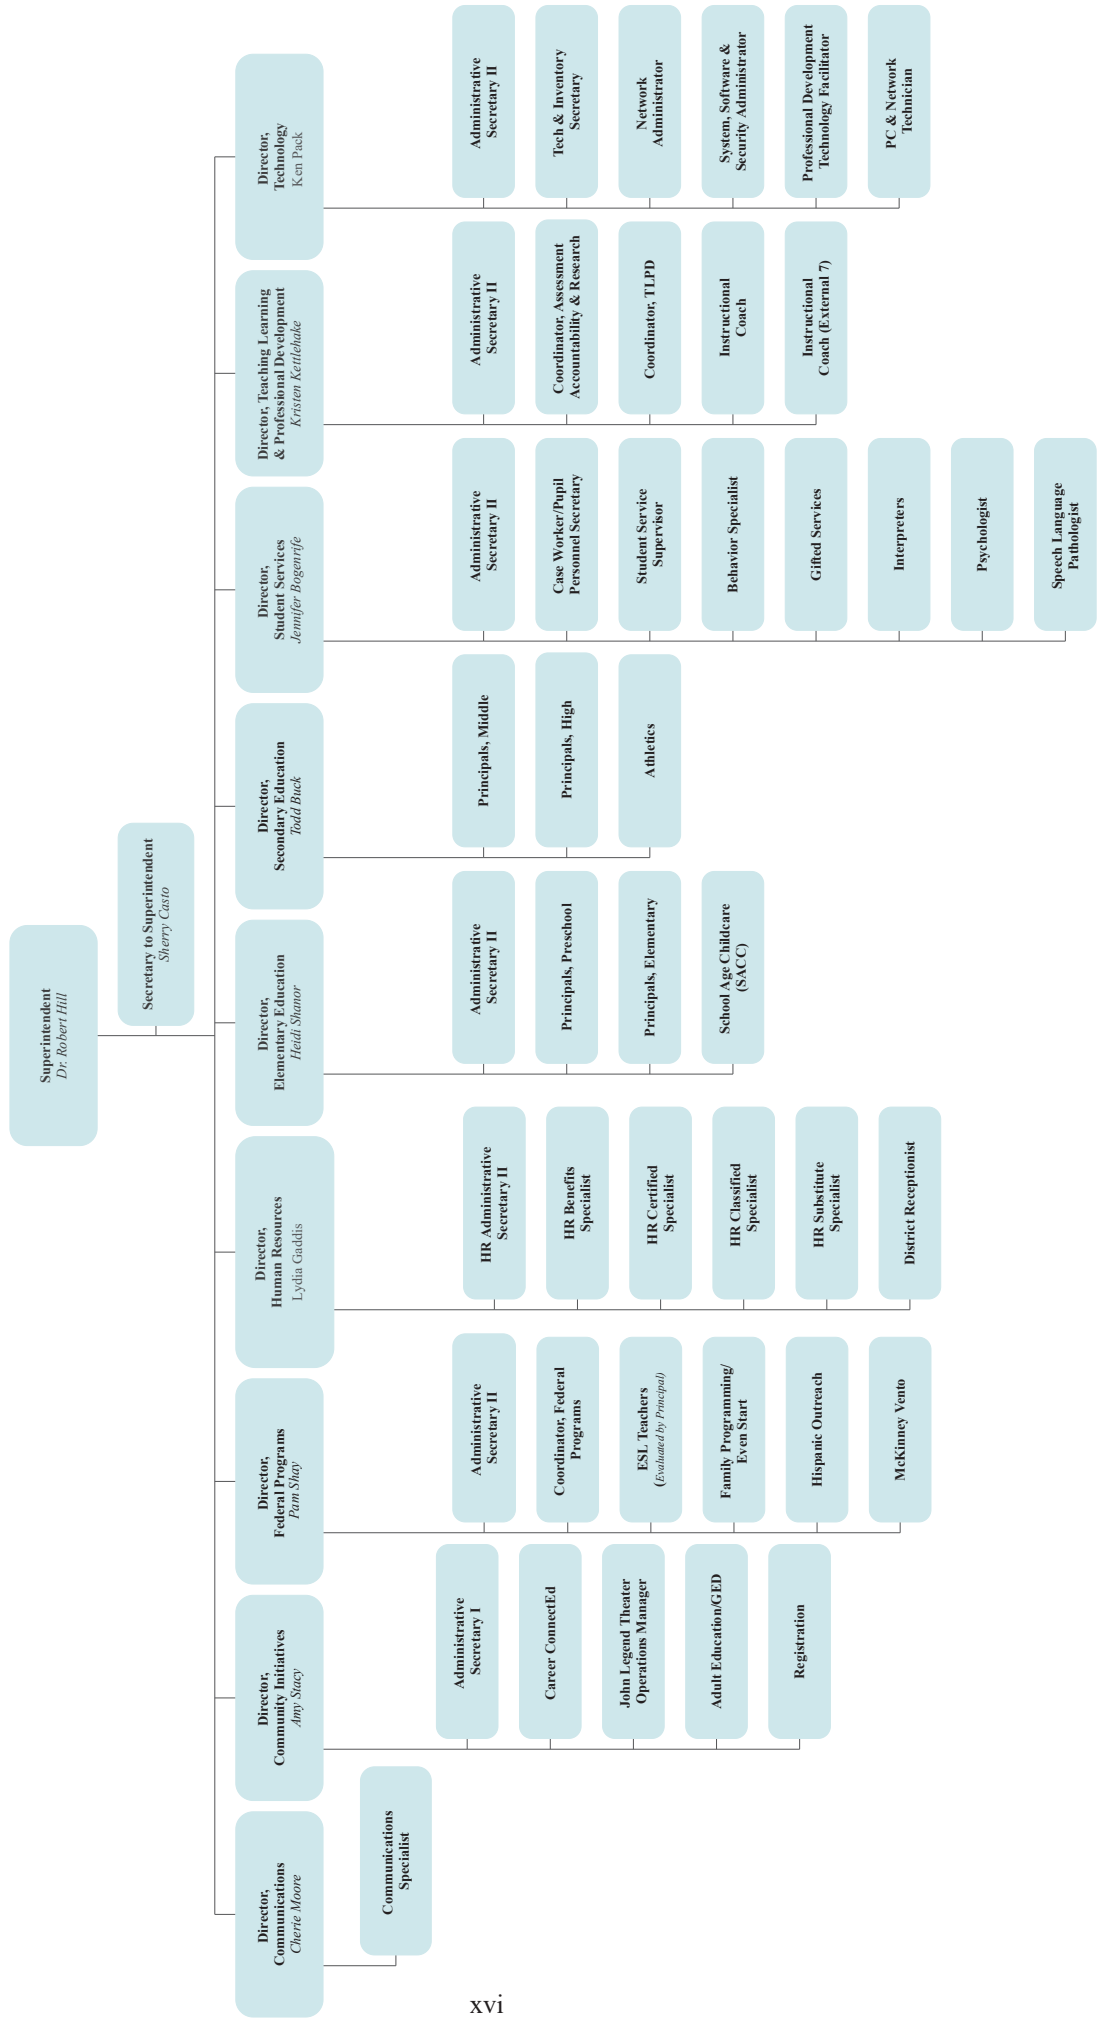 Superintendent
Dr. Robert Hill
Secretary to Superintendent
Sherry Casto
Director,
Communications
Cherie Moore
Communications
Specialist
Director,
Community Initiatives
Amy Stacy
Administrative
Secretary I
Career ConnectEd
John Legend Theater
Operations Manager
Adult Education/GED
Registration
Director,
Federal Programs
Pam Shay
Administrative
Secretary II
Coordinator, Federal
Programs
ESL Teachers
(Evaluated by Principal)
Family Programming/
Even Start
Hispanic Outreach
McKinney Vento
Director,
Human Resources
Lydia Gaddis
HR Administrative
Secretary II
HR Benefits
Specialist
HR Certified
Specialist
HR Classified
Specialist
HR Substitute
Specialist
District Receptionist
Director,
Elementary Education
Heidi Shanor
Administrative
Secretary II
Principals, Preschool
Principals, Elementary
School Age Childcare
(SACC)
Director,
Secondary Education
Todd Buck
Principals, Middle
Principals, High
Athletics
Director,
Student Services
Jennifer Bogenrife
Administrative
Secretary II
Case Worker/Pupil
Personnel Secretary
Student Service
Supervisor
Behavior Specialist
Gifted Services
Interpreters
Psychologist
Speech Language
Pathologist
Director, Teaching Learning
& Professional Development
Kristen Kettlehake
Administrative
Secretary II
Coordinator, Assessment
Accountability & Research
Coordinator, TLPD
Instructional
Coach
Instructional
Coach (External 7)
Director,
Technology
Ken Pack
Administrative
Secretary II
Tech & Inventory
Secretary
Network
Administrator
System, Software &
Security Administrator
Professional Development
Technology Facilitator
PC & Network
Technician
xvi